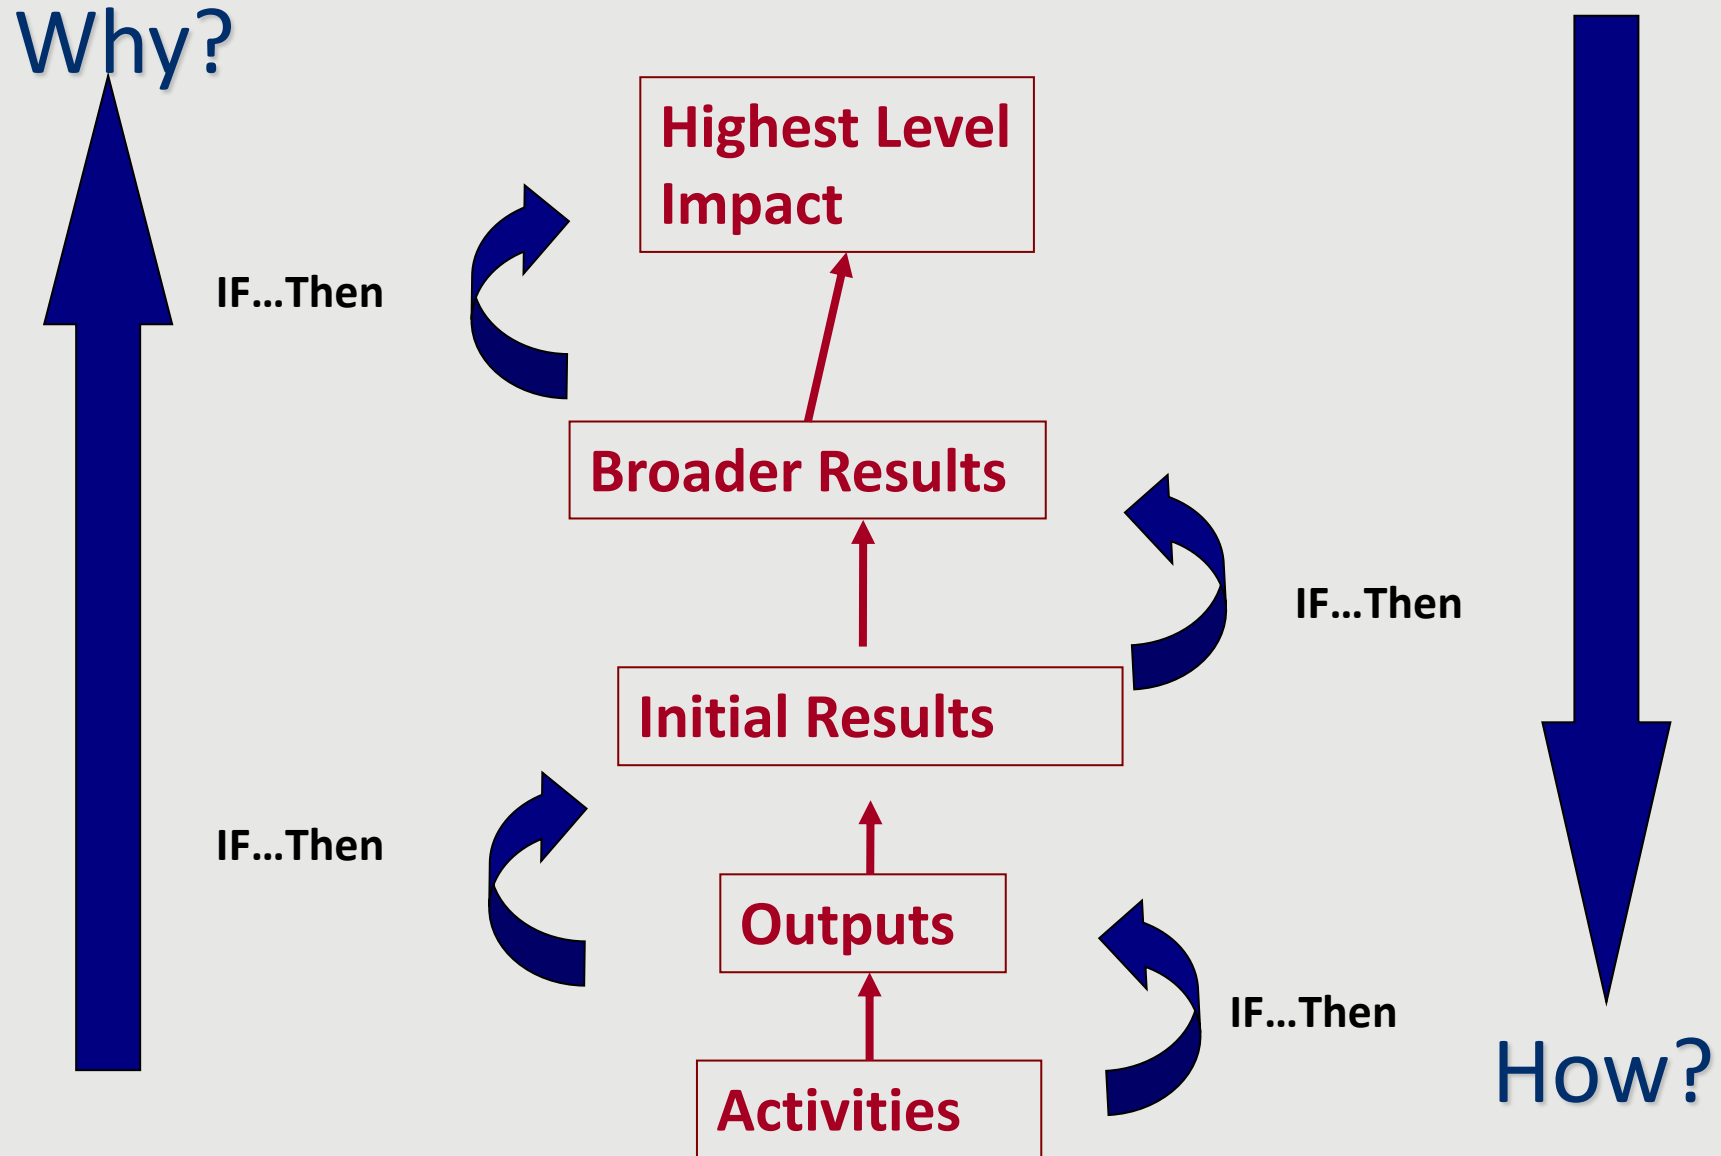 Why?
Highest Level
Impact
IF...Then
Broader Results
IF...Then
Initial Results
IF...Then
Outputs
IF...Then
How?
Activities